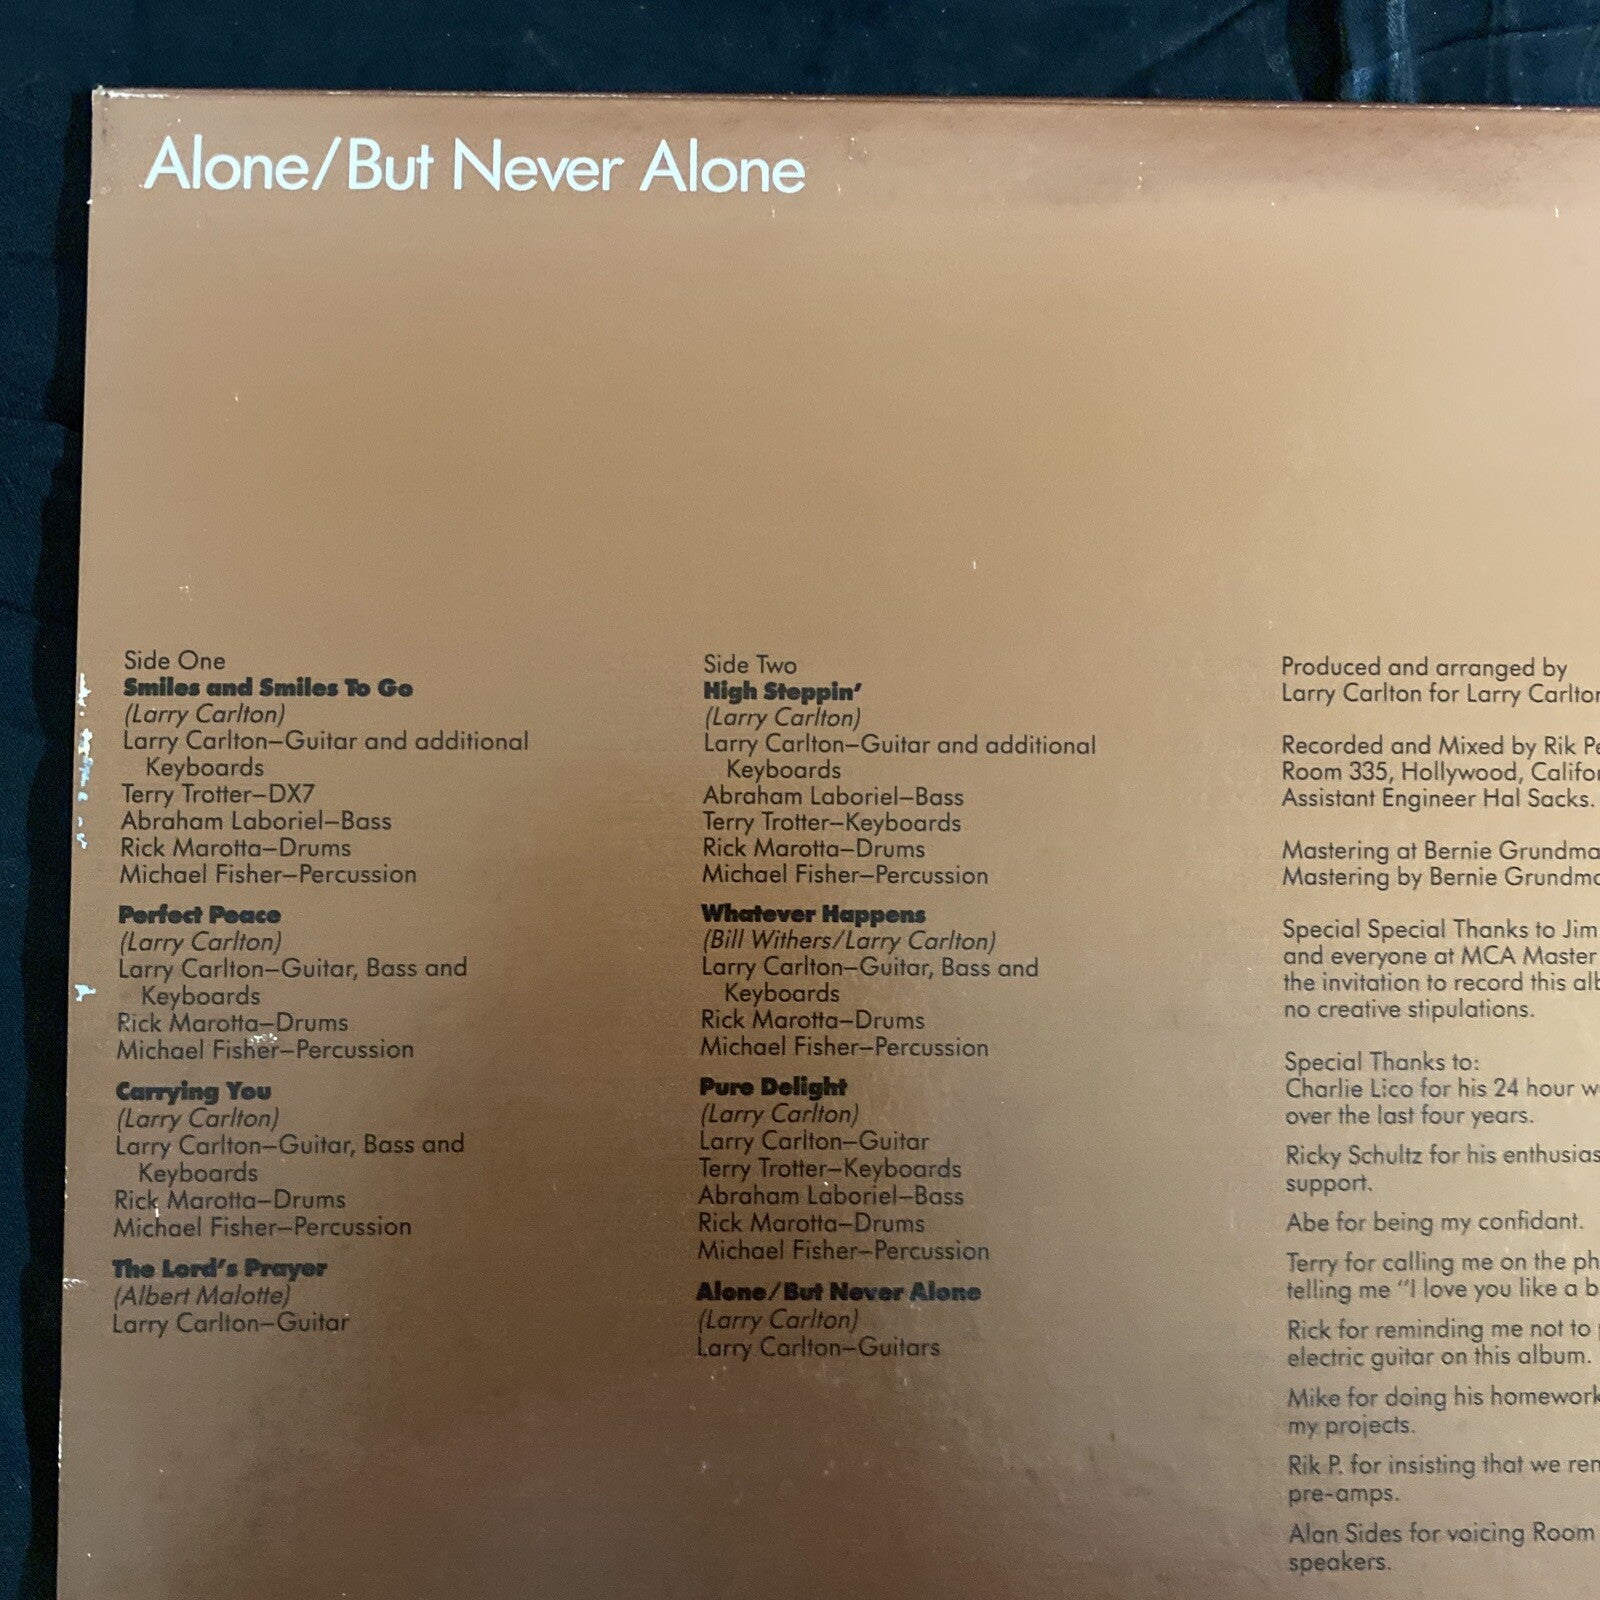 Alone/But Never Alone
Side One
Smiles and Smiles To Go
(Larry Carlton)
Larry Carlton–Guitar and additional
Keyboards
Terry Trotter–DX7
Abraham Laboriel–Bass
Rick Marotta–Drums
Michael Fisher–Percussion
Perfect Peace
(Larry Carlton)
Larry Carlton–Guitar, Bass and
Keyboards
Rick Marotta–Drums
Michael Fisher–Percussion
Carrying You
(Larry Carlton)
Larry Carlton–Guitar, Bass and
Keyboards
Rick Marotta–Drums
Michael Fisher–Percussion
The Lord's Prayer
(Albert Malotte)
Larry Carlton–Guitar
Side Two
High Steppin'
(Larry Carlton)
Larry Carlton–Guitar and additional
Keyboards
Abraham Laboriel–Bass
Terry Trotter–Keyboards
Rick Marotta–Drums
Michael Fisher–Percussion
Whatever Happens
(Bill Withers/Larry Carlton)
Larry Carlton–Guitar, Bass and
Keyboards
Rick Marotta–Drums
Michael Fisher–Percussion
Pure Delight
(Larry Carlton)
Larry Carlton–Guitar
Terry Trotter–Keyboards
Abraham Laboriel–Bass
Rick Marotta–Drums
Michael Fisher–Percussion
Alone/But Never Alone
(Larry Carlton)
Larry Carlton–Guitars
Produced and arranged by
Larry Carlton for Larry
Recorded and Mixed by Rik
Room 335, Hollywood,
Assistant Engineer Hal Sacks.
Mastering at Bernie
Mastering by Bernie
Special Special Thanks to Jim
and everyone at MCA Master
the invitation to record this
no creative stipulations.
Special Thanks to:
Charlie Lico for his 24 hour
over the last four years.
Ricky Schultz for his
support.
Abe for being my confidant.
Terry for calling me on the
telling me "I love you like a
Rick for reminding me not to
electric guitar on this album.
Mike for doing his homework
my projects.
Rik P. for insisting that we
pre-amps.
Alan Sides for voicing Room
speakers.